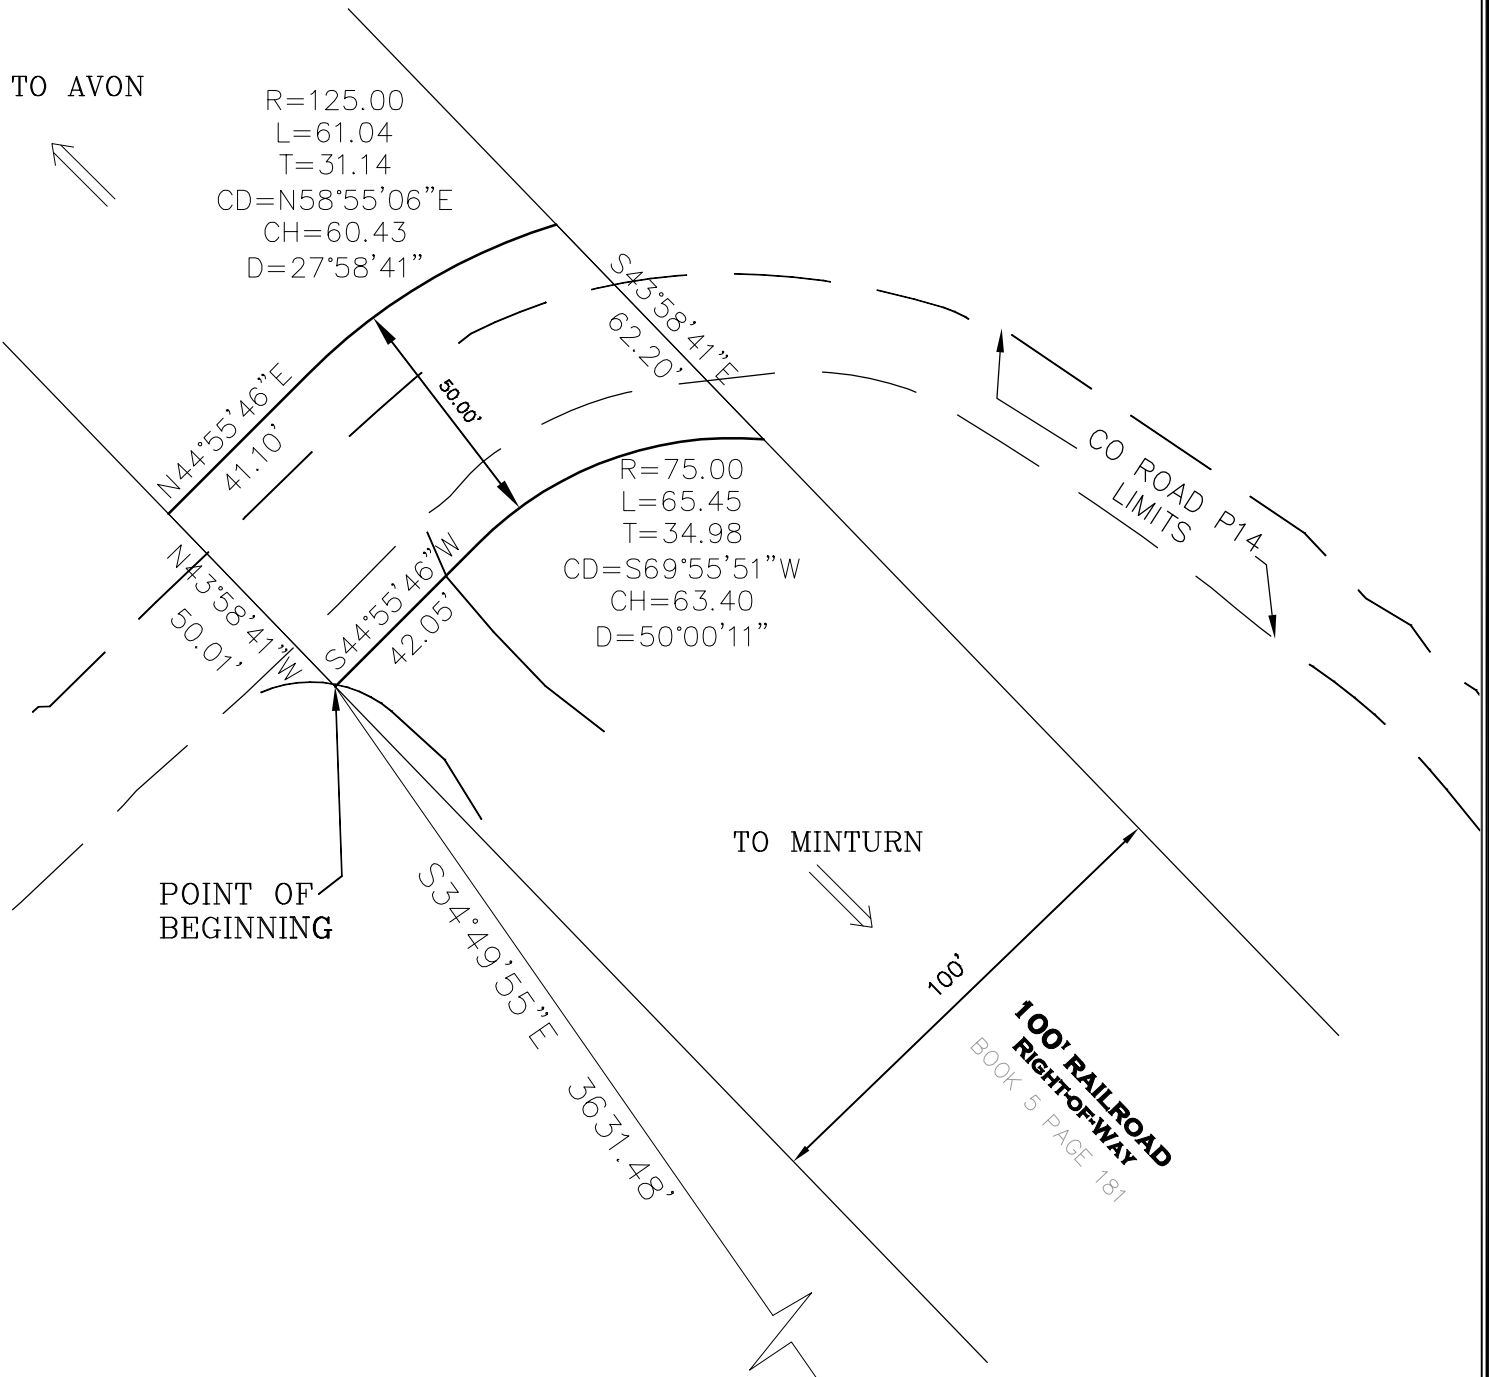 TO AVON
R=125.00
L=61.04
T=31.14
CD=N58°55'06"E
CH=60.43
D=27°58'41"
S43°58'41"E
62.20'
N44°55'46"E
41.10'
50.00'
CO ROAD P14
LIMITS
R=75.00
L=65.45
T=34.98
CD=S69°55'51"W
CH=63.40
D=50°00'11"
N43°58'41"W
50.01'
S44°55'46"W
42.05'
TO MINTURN
POINT OF
BEGINNING
S34°49'55"E 3631.48'
100'
100' RAILROAD
RIGHT-OF-WAY
BOOK 5 PAGE 181